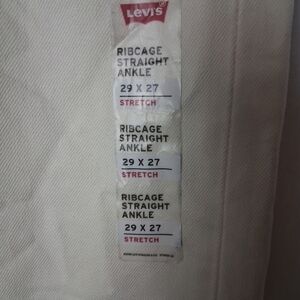 Levi's
RIBCAGE
STRAIGHT
ANKLE
29 X 27
STRETCH
RIBCAGE
STRAIGHT
ANKLE
29 X 27
STRETCH
RIBCAGE
STRAIGHT
ANKLE
29 X 27
STRETCH